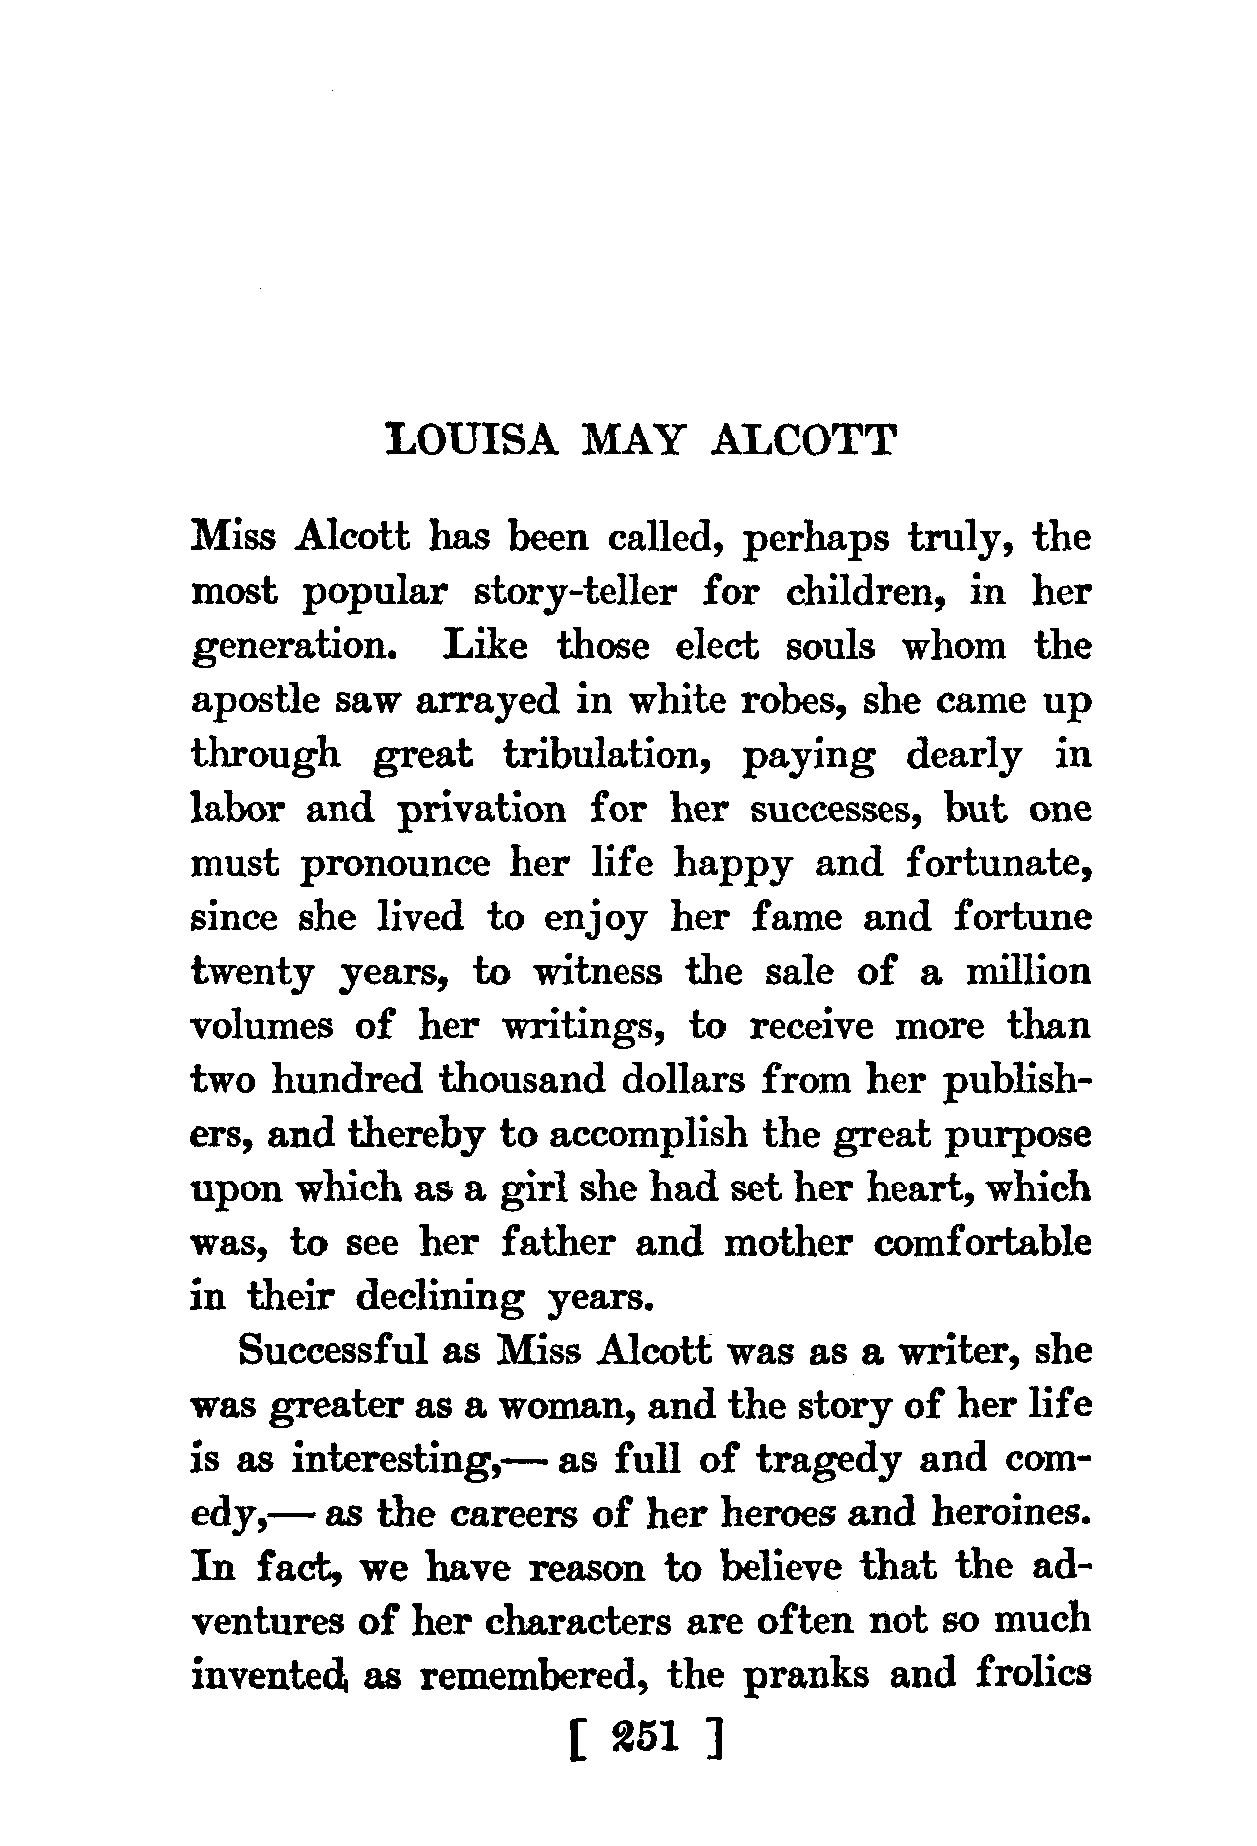 LOUISA MAY ALCOTT
Miss Alcott has been called, perhaps truly, the
most popular story-teller for children, in her
generation. Like those elect souls whom the
apostle saw arrayed in white robes, she came up
through great tribulation, paying dearly in
labor and privation for her successes, but one
must pronounce her life happy and fortunate,
since she lived to enjoy her fame and fortune
twenty years, to witness the sale of a million
volumes of her writings, to receive more than
two hundred thousand dollars from her publish-
ers, and thereby to accomplish the great purpose
upon which as a girl she had set her heart, which
was, to see her father and mother comfortable
in their declining years.
Successful as Miss Alcott was as a writer, she
was greater as a woman, and the story of her life
is as interesting,— as full of tragedy and com-
edy,— as the careers of her heroes and heroines.
In fact, we have reason to believe that the ad-
ventures of her characters are often not so much
invented as remembered, the pranks and frolics
[ 251 ]